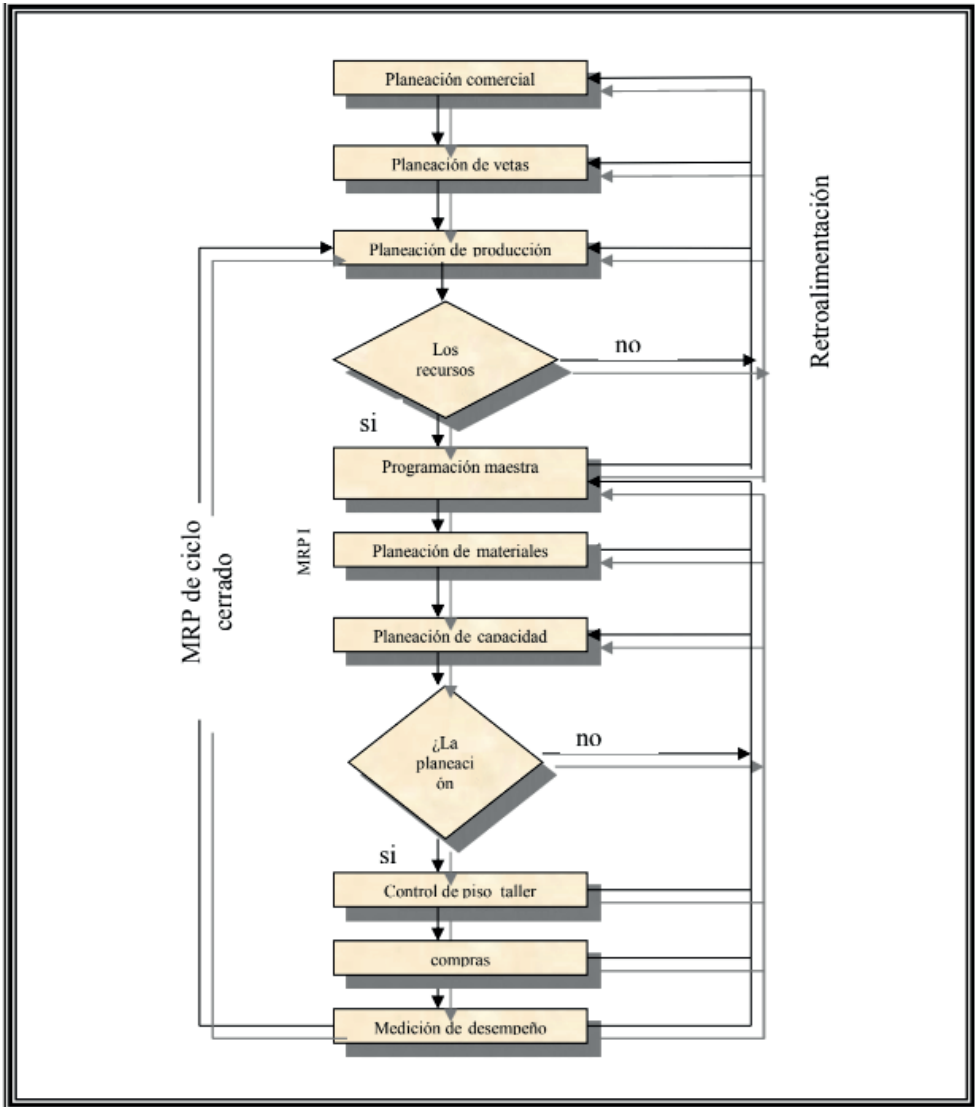 Planeación comercial
Planeación de vetas
Planeación de producción
Los
recursos
no
si
Programación maestra
Planeación de materiales
Planeación de capacidad
¿La
planeaci
ón
no
si
Control de piso taller
compras
Medición de desempeño
MRP de ciclo
cerrado
MRP I
Retroalimentación